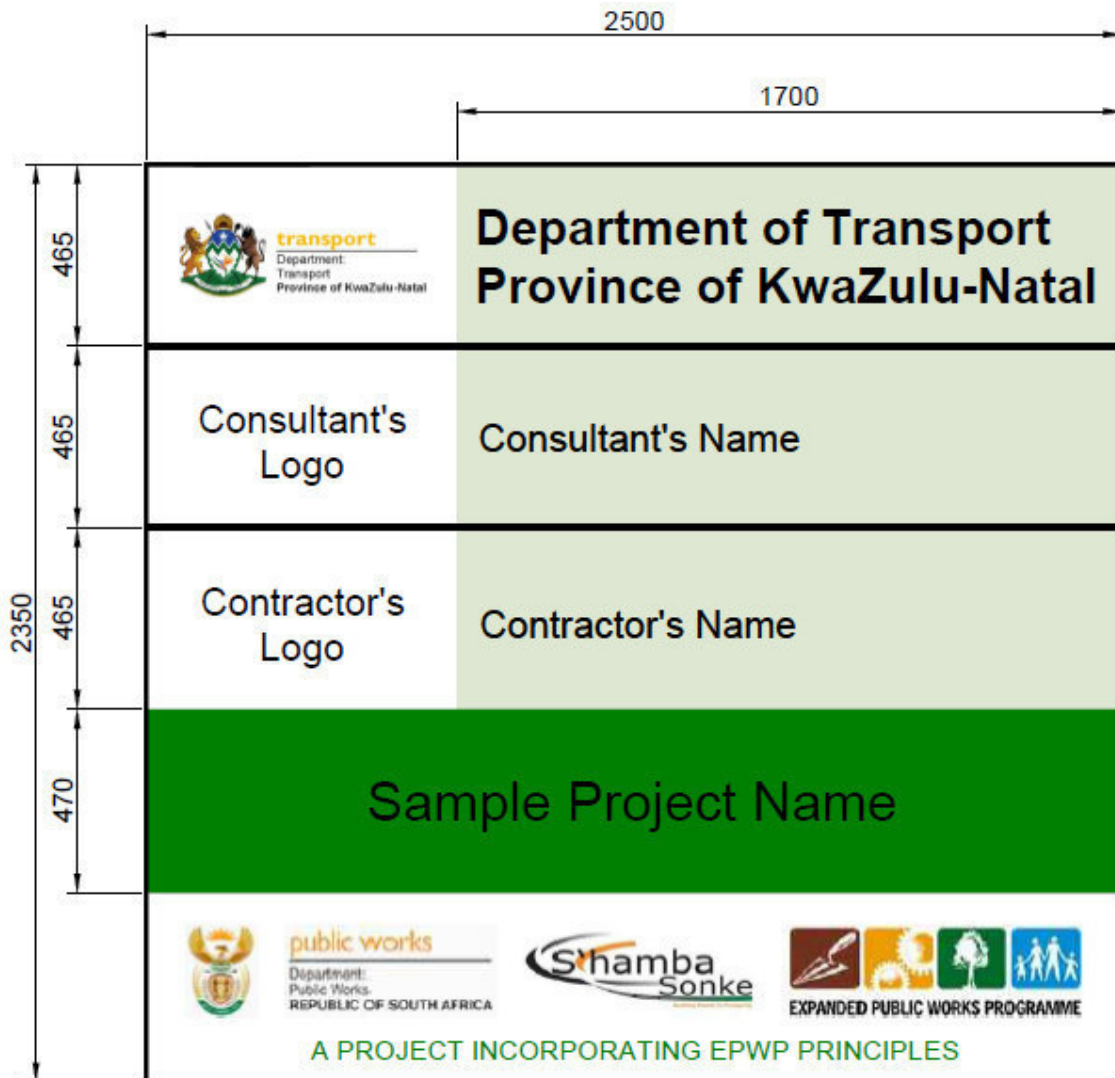 2500
1700
2350
465
transport
Department:
Transport
Province of KwaZulu-Natal
Department of Transport
Province of KwaZulu-Natal
465
Consultant's
Logo
Consultant's Name
465
Contractor's
Logo
Contractor's Name
470
Sample Project Name
public works
Department:
Public Works
REPUBLIC OF SOUTH AFRICA
S'hamba
Sonke
EXPANDED PUBLIC WORKS PROGRAMME
A PROJECT INCORPORATING EPWP PRINCIPLES